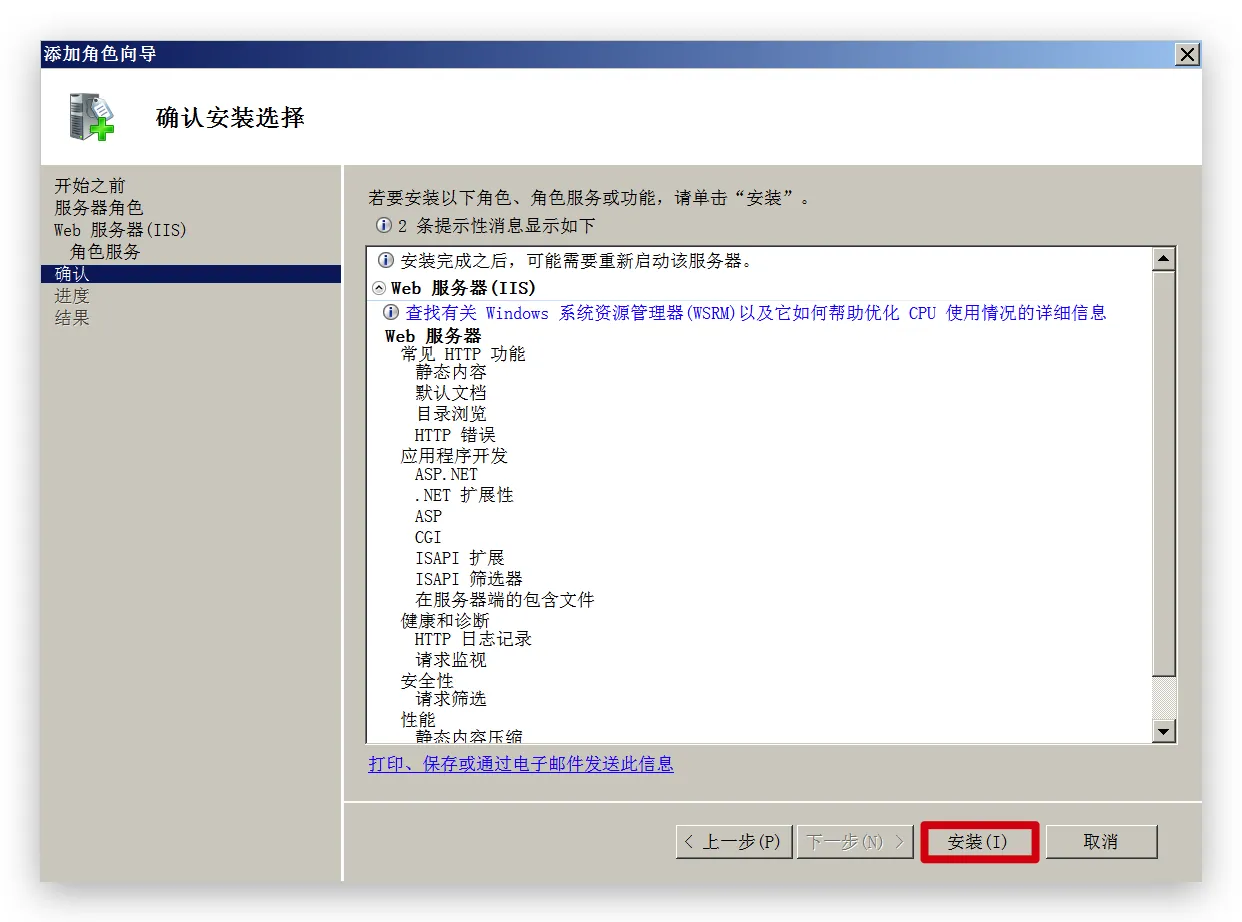 添加角色向导
确认安装选择
开始之前
服务器角色
Web 服务器(IIS)
角色服务
确认
进度
结果
若要安装以下角色、角色服务或功能，请单击“安装”。
2 条提示性消息显示如下
安装完成之后，可能需要重新启动该服务器。
Web 服务器(IIS)
查找有关 Windows 系统资源管理器(WSRM)以及它如何帮助优化 CPU 使用情况的详细信息
Web 服务器
常见 HTTP 功能
静态内容
默认文档
目录浏览
HTTP 错误
应用程序开发
ASP.NET
.NET 扩展性
ASP
CGI
ISAPI 扩展
ISAPI 筛选器
在服务器端的包含文件
健康和诊断
HTTP 日志记录
请求监视
安全性
请求筛选
性能
静态内容压缩
打印、保存或通过电子邮件发送此信息
< 上一步(P) 下一步(N) > 安装(I) 取消